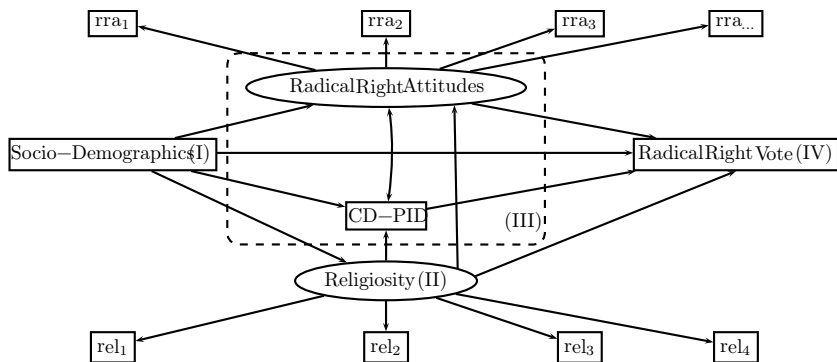 rra₁ rra₂ rra₃ rra...
RadicalRightAttitudes
Socio−Demographics(I) RadicalRight Vote (IV)
CD−PID (III)
Religiosity (II)
rel₁ rel₂ rel₃ rel₄